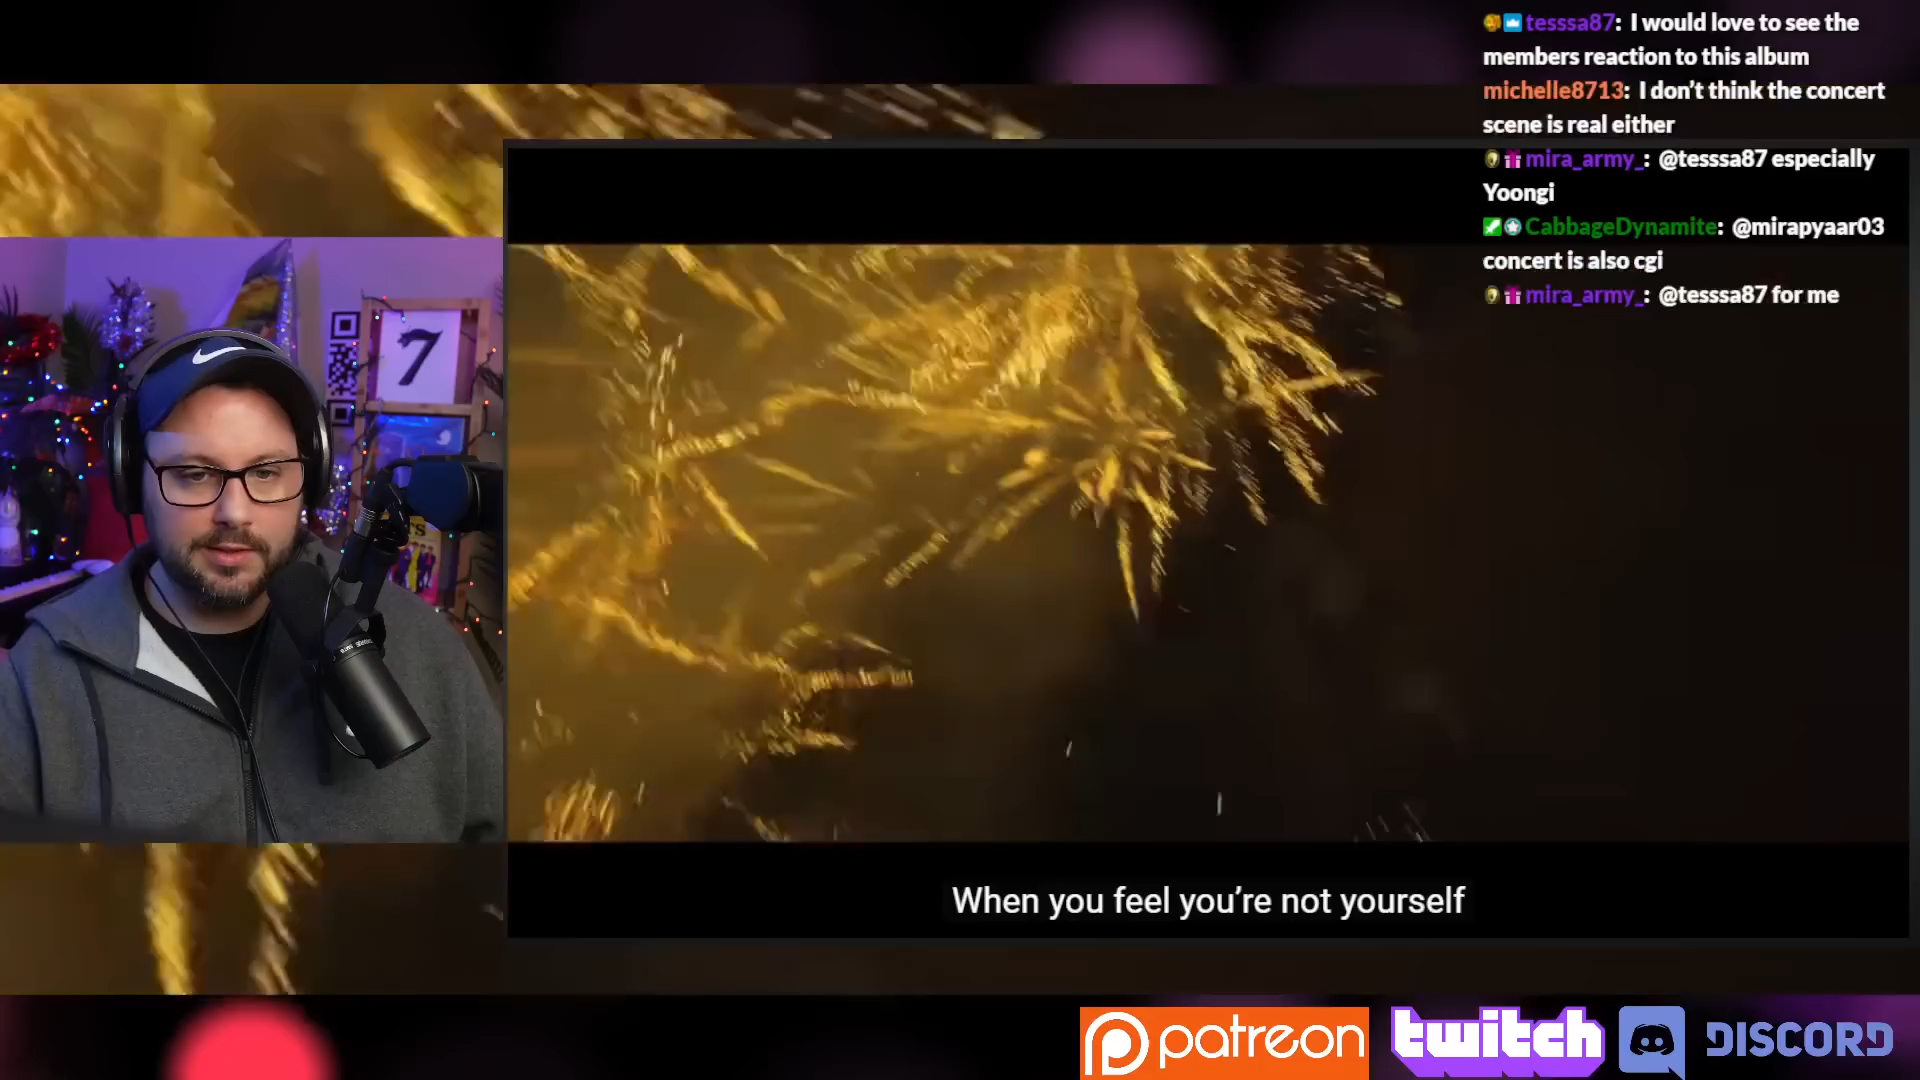 tesssa87: I would love to see the
members reaction to this album
michelle8713: I don't think the concert
scene is real either
mira_army_: @tesssa87 especially
Yoongi
CabbageDynamite: @mirapyaar03
concert is also cgi
mira_army_: @tesssa87 for me
7
When you feel you're not yourself
patreon
twitch
DISCORD